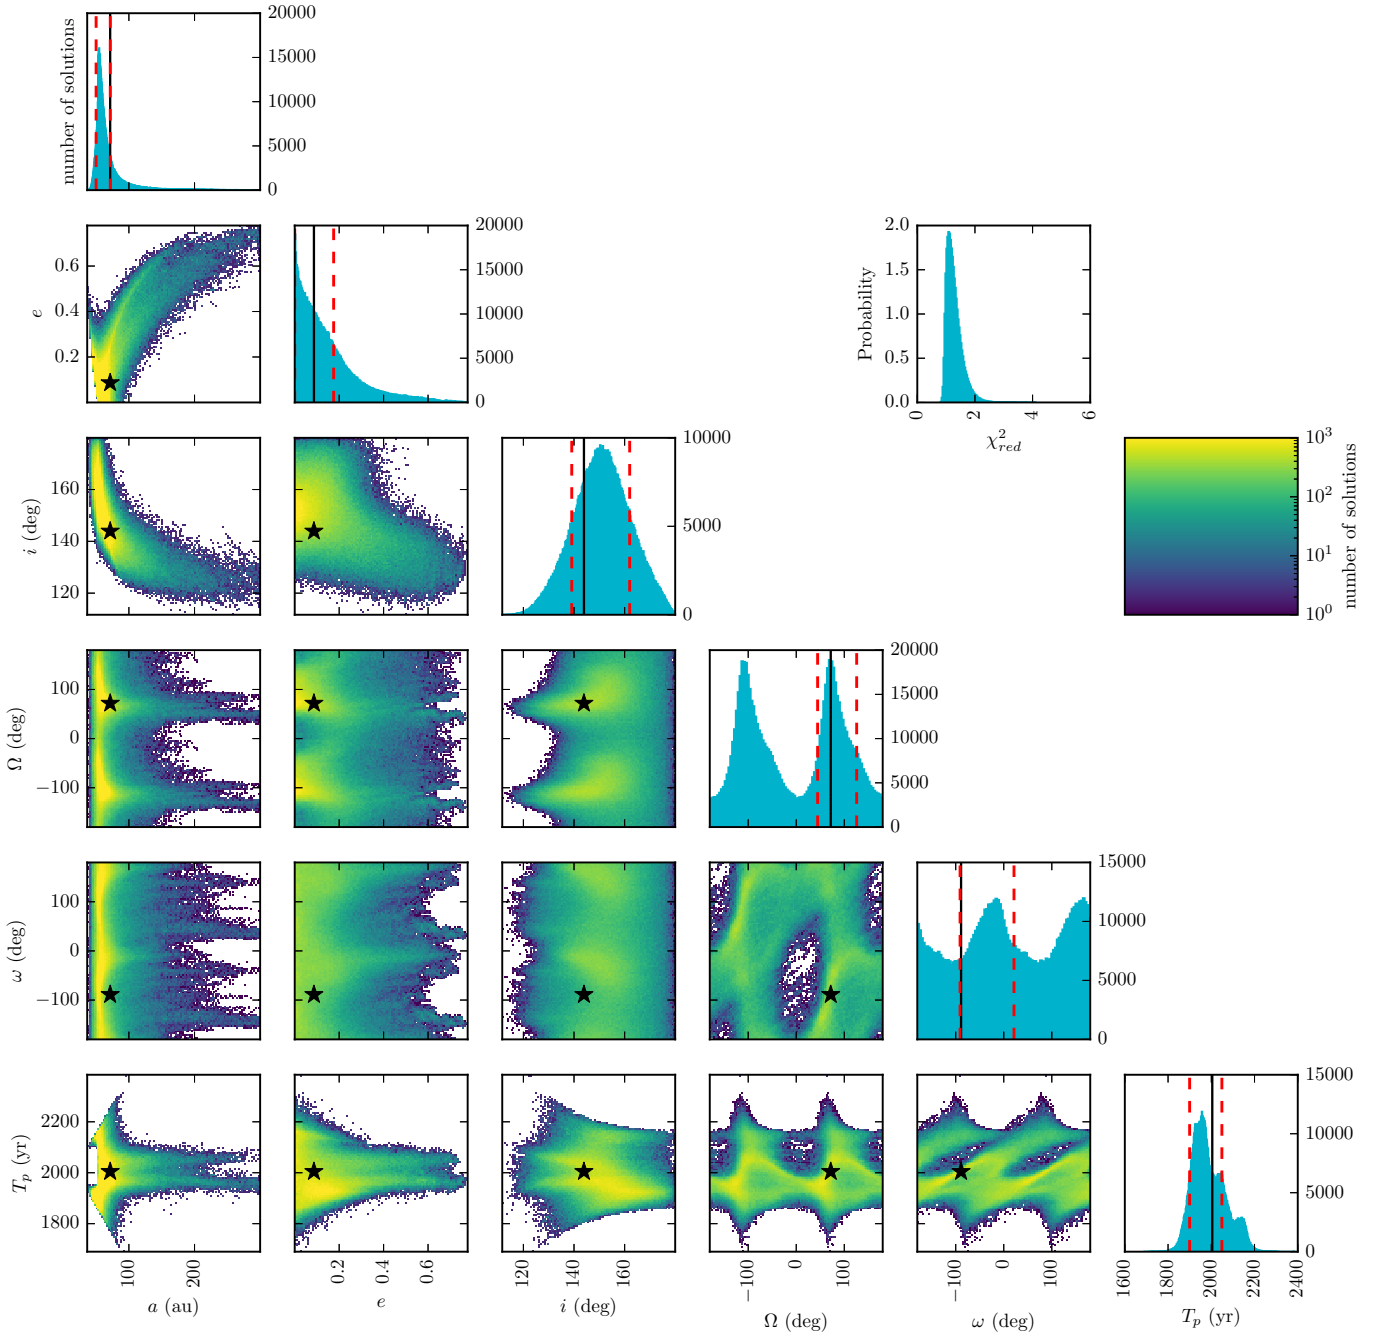 number of solutions
20000
15000
10000
5000
0
e
0.6
0.4
0.2
20000
15000
10000
5000
0
Probability
2.0
1.5
1.0
0.5
0.0
0 2 4 6
χ²red
i (deg)
160
140
120
10000
5000
0
10³
10²
10¹
10⁰
number of solutions
Ω (deg)
100
0
−100
20000
15000
10000
5000
0
ω (deg)
100
0
−100
15000
10000
5000
0
Tp (yr)
2200
2000
1800
15000
10000
5000
0
100 200
a (au)
0.2 0.4 0.6
e
120 140 160
i (deg)
−100 0 100
Ω (deg)
−100 0 100
ω (deg)
1600 1800 2000 2200 2400
Tp (yr)